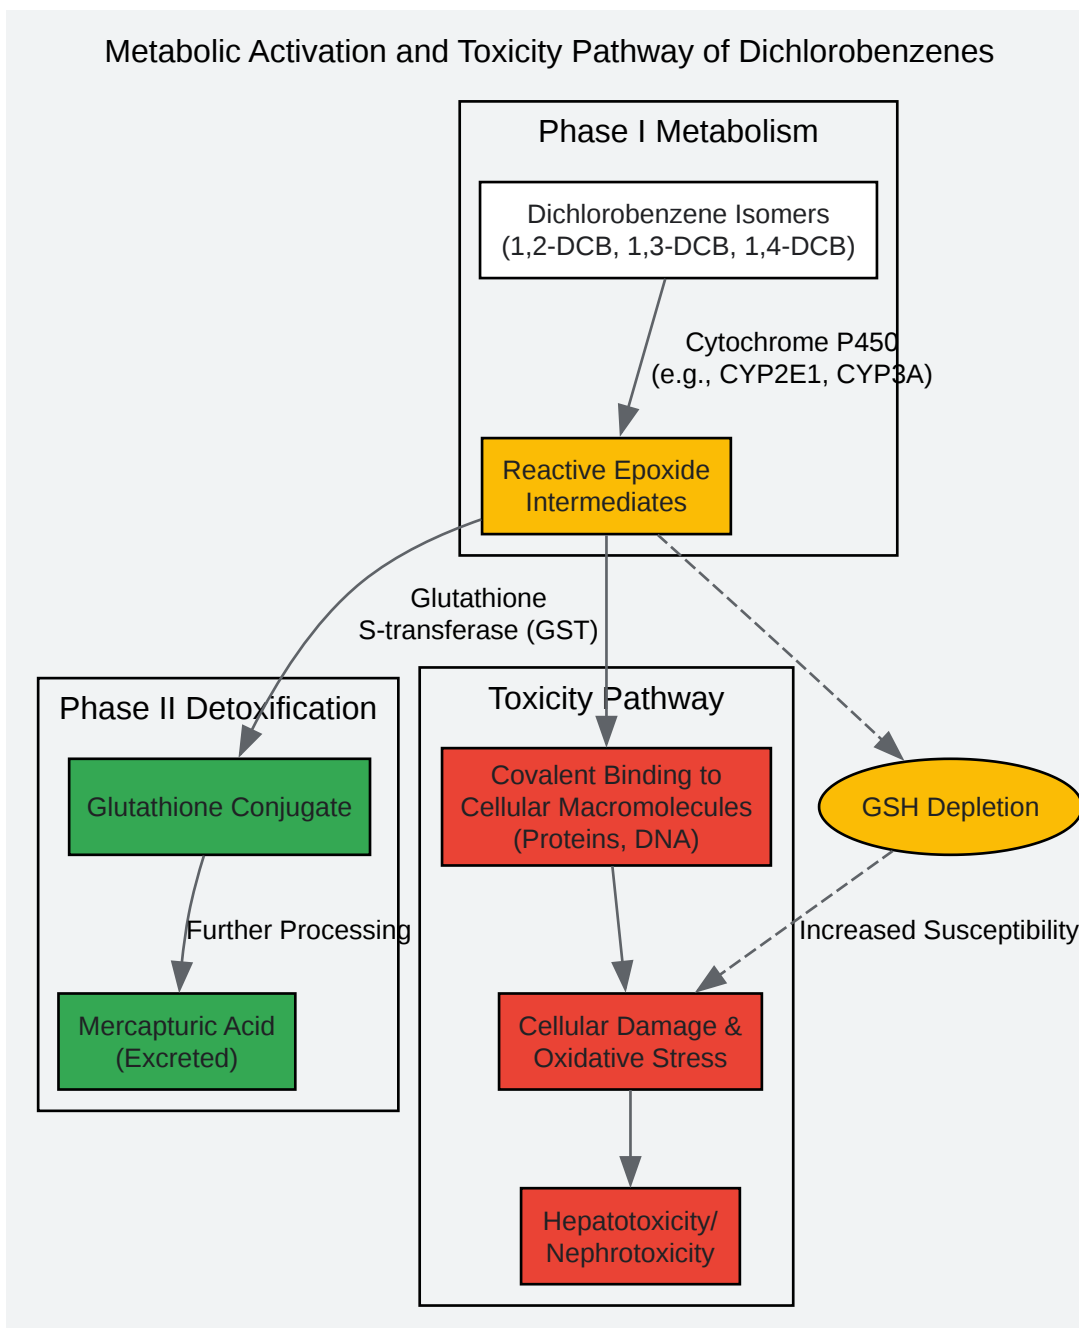 Metabolic Activation and Toxicity Pathway of Dichlorobenzenes
Phase I Metabolism
Dichlorobenzene Isomers
(1,2-DCB, 1,3-DCB, 1,4-DCB)
Cytochrome P450
(e.g., CYP2E1, CYP3A)
Reactive Epoxide
Intermediates
Glutathione
S-transferase (GST)
Phase II Detoxification
Glutathione Conjugate
Further Processing
Mercapturic Acid
(Excreted)
Toxicity Pathway
Covalent Binding to
Cellular Macromolecules
(Proteins, DNA)
GSH Depletion
Increased Susceptibility
Cellular Damage &
Oxidative Stress
Hepatotoxicity/
Nephrotoxicity